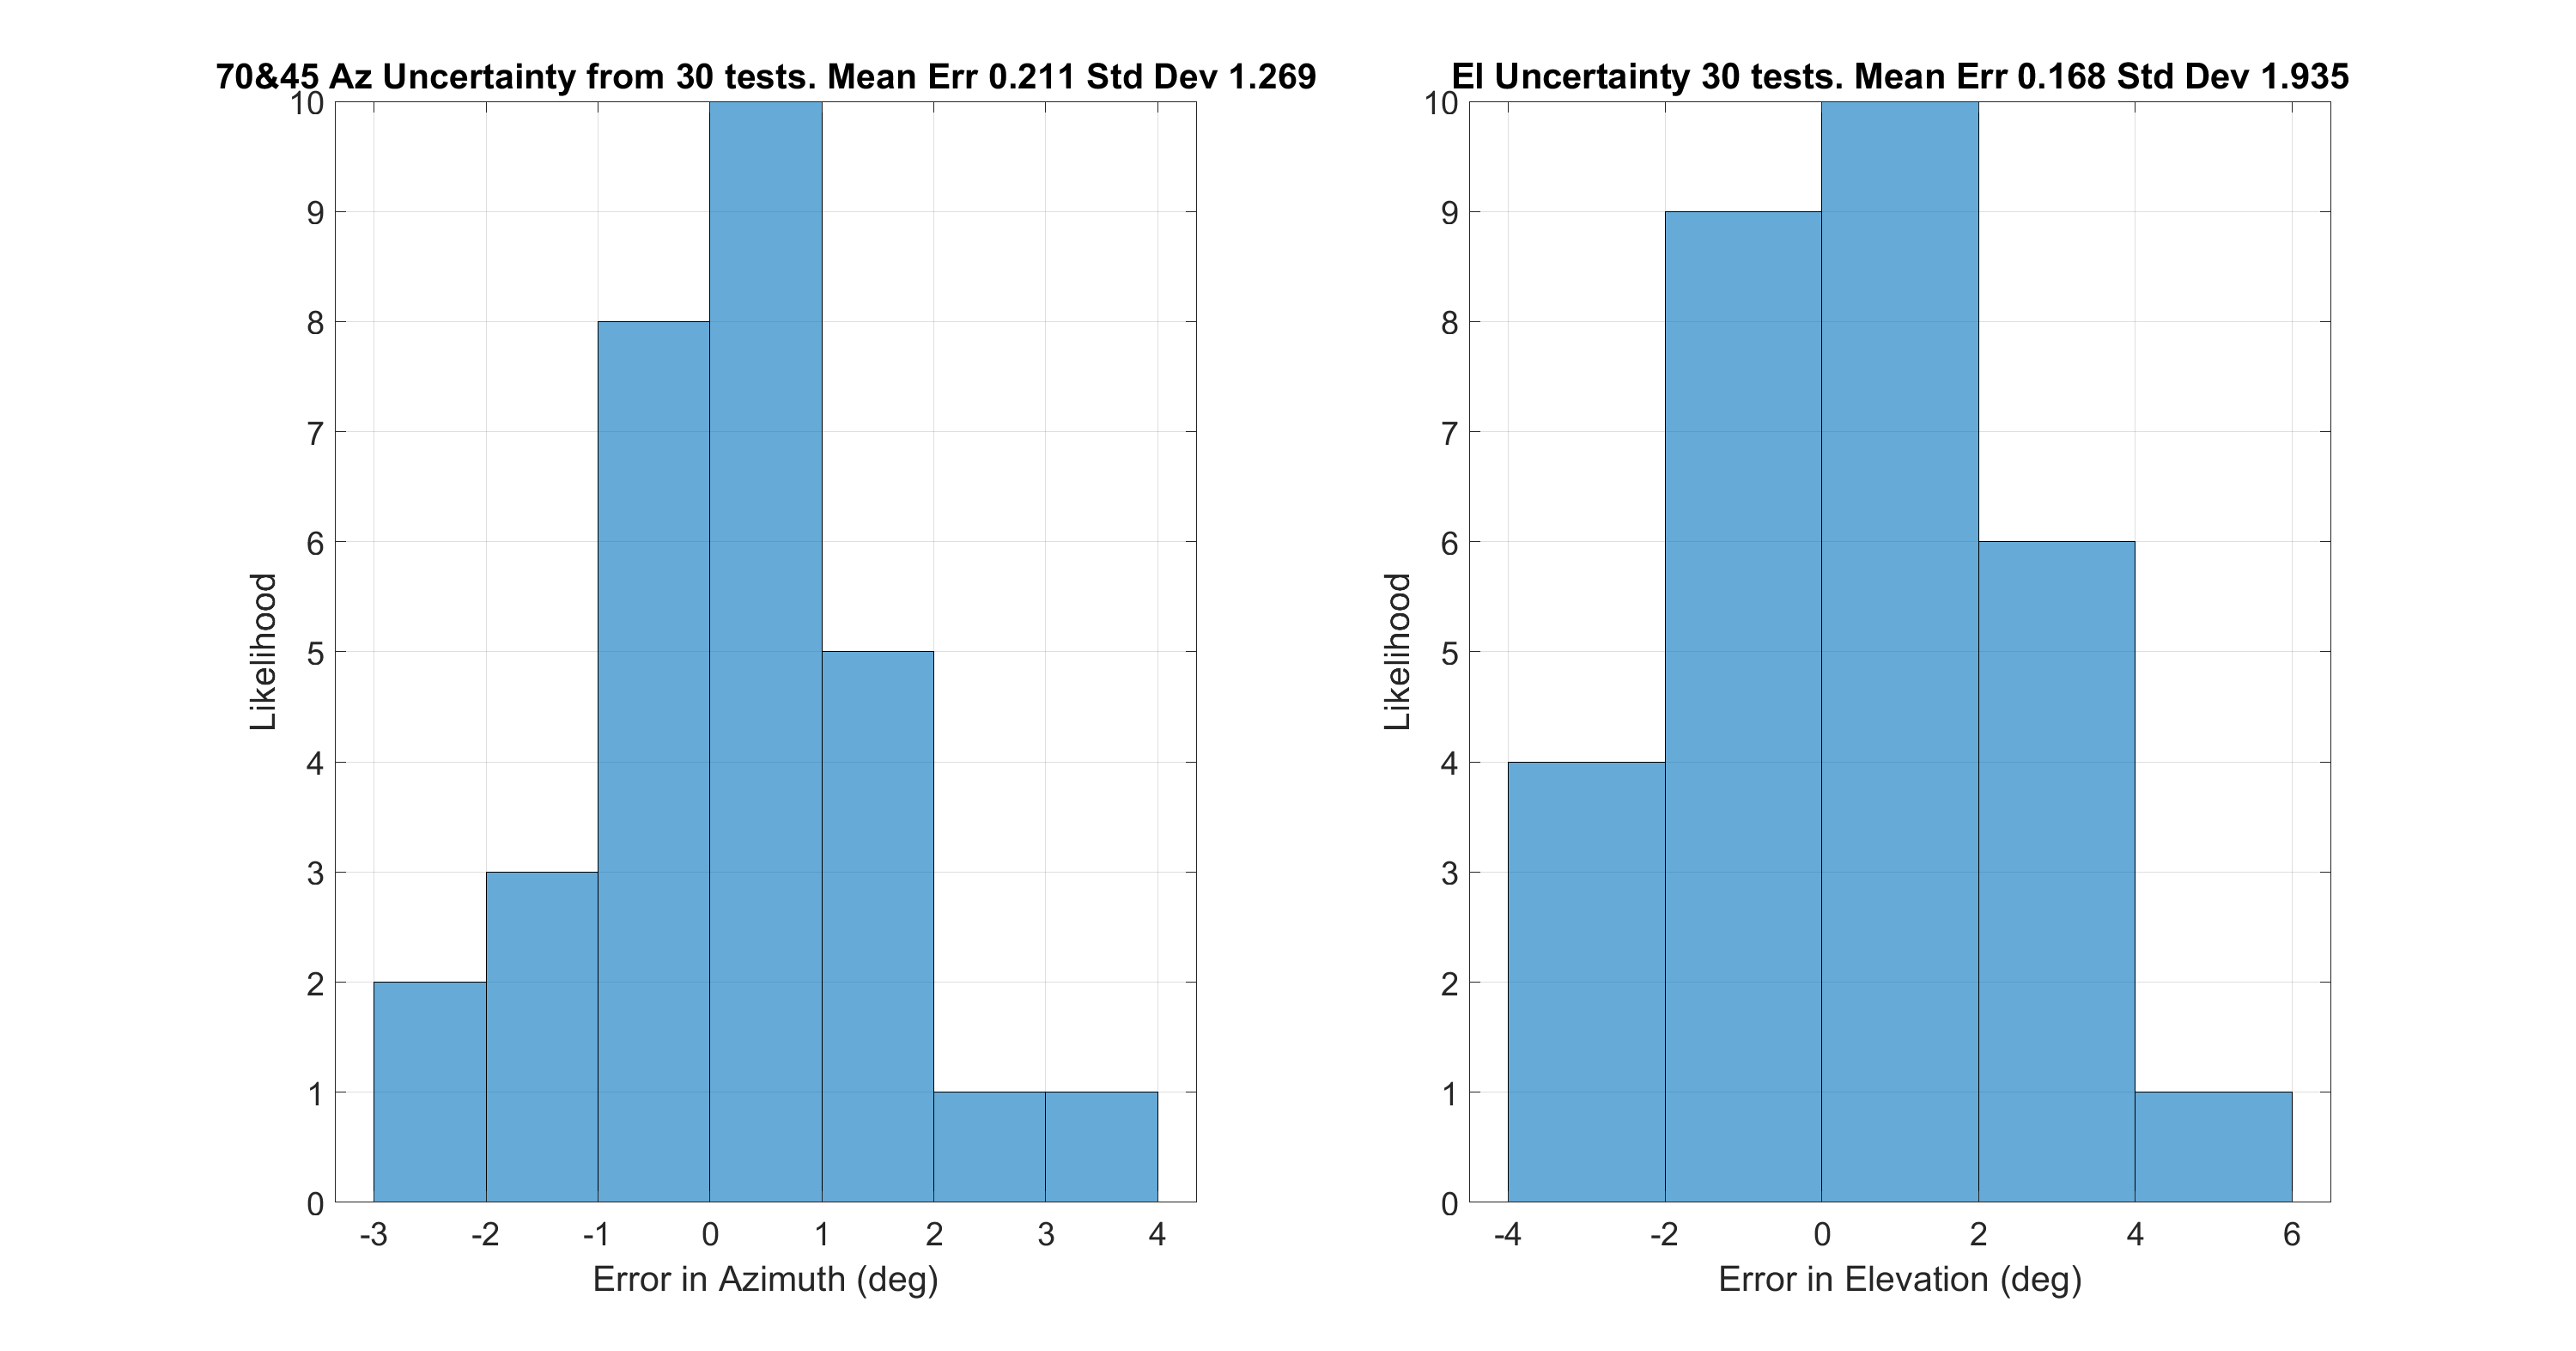 70&45 Az Uncertainty from 30 tests. Mean Err 0.211 Std Dev 1.269
10
9
8
7
6
5
4
3
2
1
0
Likelihood
-3 -2 -1 0 1 2 3 4
Error in Azimuth (deg)
El Uncertainty 30 tests. Mean Err 0.168 Std Dev 1.935
10
9
8
7
6
5
4
3
2
1
0
Likelihood
-4 -2 0 2 4 6
Error in Elevation (deg)